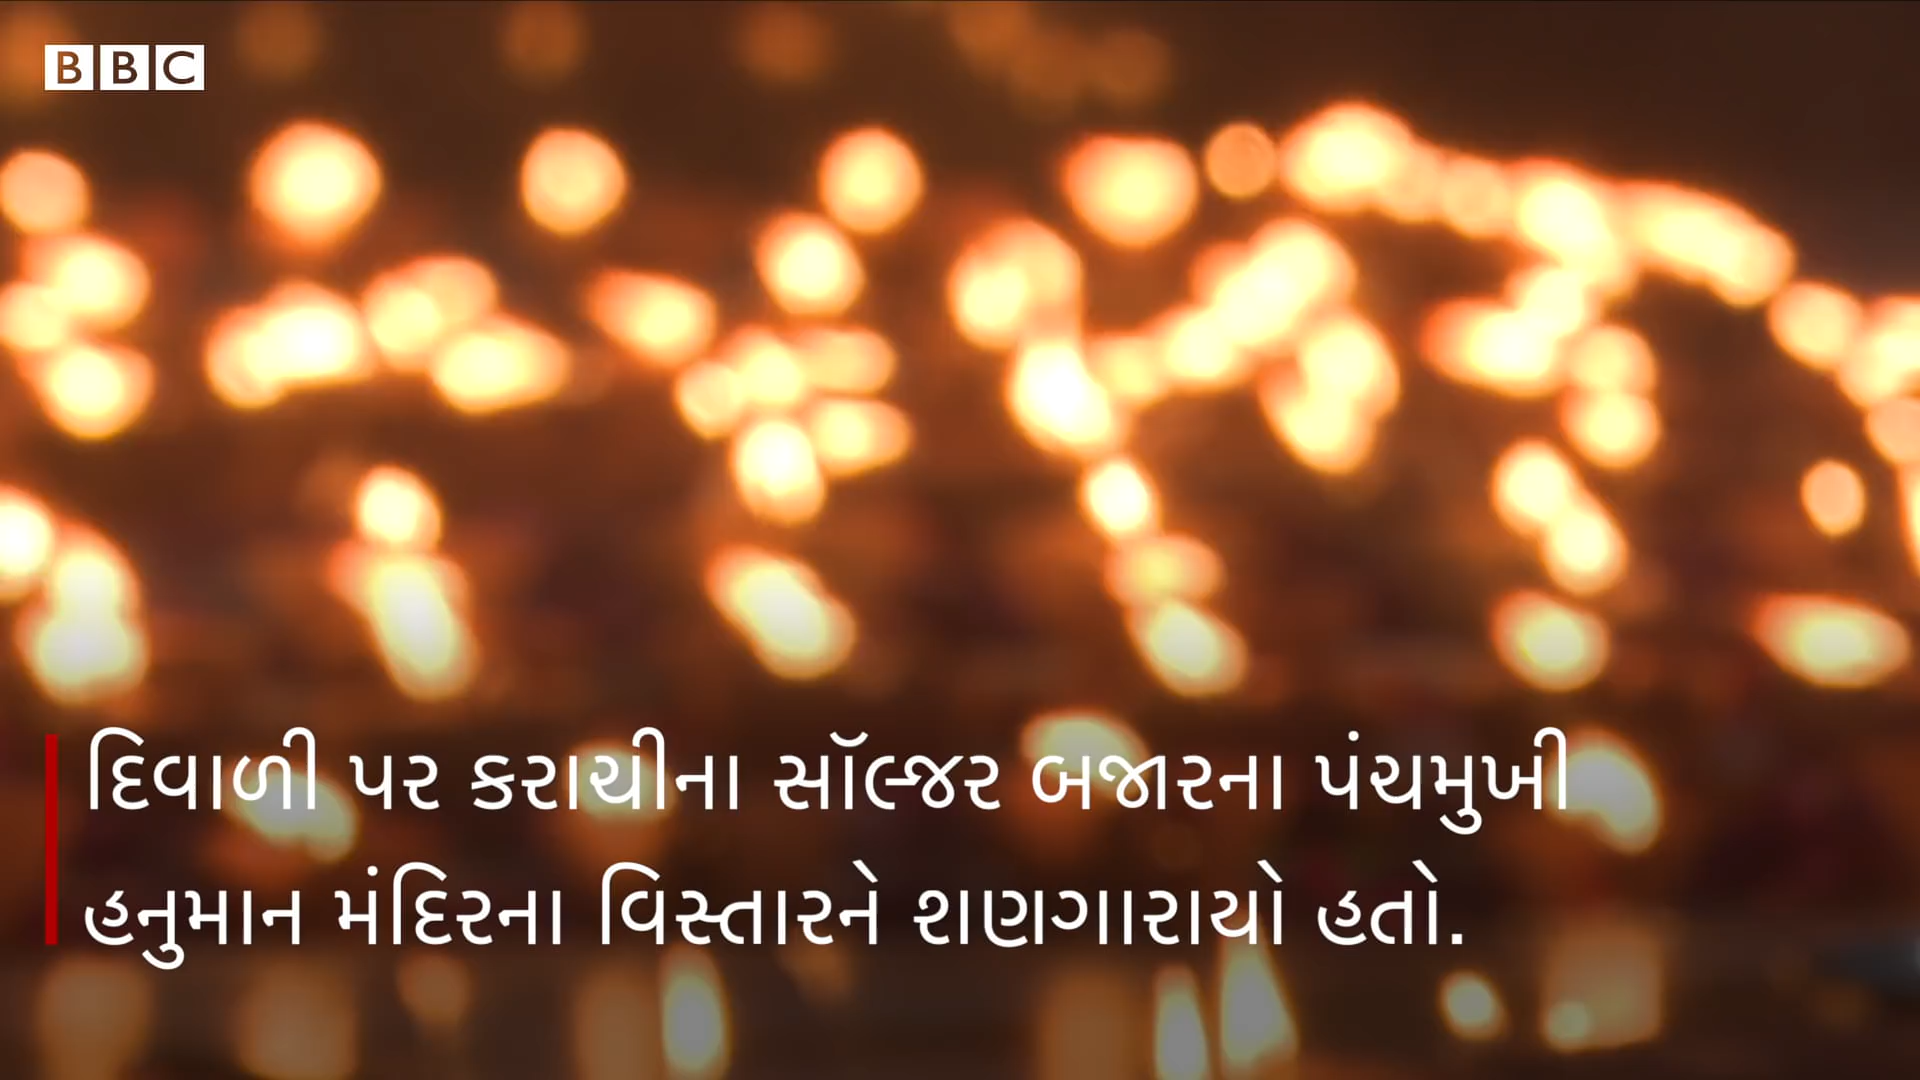 BBC
દિવાળી પર કરાચીના સૉલ્જર બજારના પંચમુખી
હનુમાન મંદિરના વિસ્તારને શણગારાયો હતો.